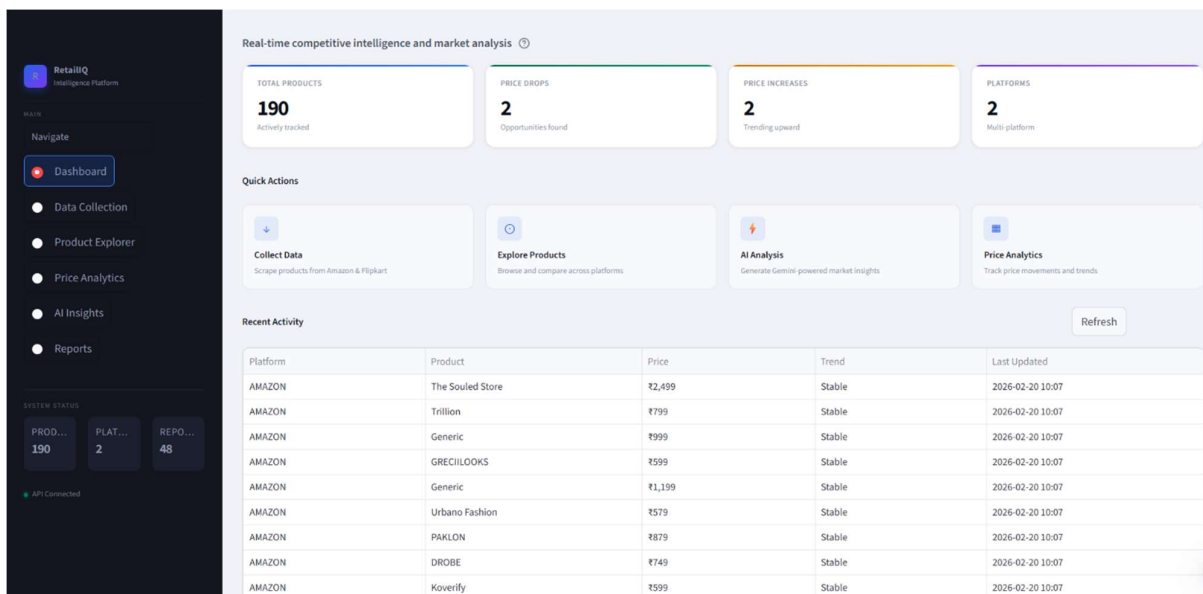 R
RetailIQ
Intelligence Platform
MAIN
Navigate
Dashboard
Data Collection
Product Explorer
Price Analytics
AI Insights
Reports
SYSTEM STATUS
PROD... PLAT... REPO...
190 2 48
API Connected
Real-time competitive intelligence and market analysis ?
TOTAL PRODUCTS PRICE DROPS PRICE INCREASES PLATFORMS
190 2 2 2
Actively tracked Opportunities found Trending upward Multi-platform
Quick Actions
Collect Data Explore Products AI Analysis Price Analytics
Scrape products from Amazon & Flipkart Browse and compare across platforms Generate Gemini-powered market insights Track price movements and trends
Recent Activity Refresh
Platform Product Price Trend Last Updated
AMAZON The Souled Store ₹2,499 Stable 2026-02-20 10:07
AMAZON Trillion ₹799 Stable 2026-02-20 10:07
AMAZON Generic ₹999 Stable 2026-02-20 10:07
AMAZON GRECIILOOKS ₹599 Stable 2026-02-20 10:07
AMAZON Generic ₹1,199 Stable 2026-02-20 10:07
AMAZON Urbano Fashion ₹579 Stable 2026-02-20 10:07
AMAZON PAKLON ₹879 Stable 2026-02-20 10:07
AMAZON DROBE ₹749 Stable 2026-02-20 10:07
AMAZON Koverify ₹599 Stable 2026-02-20 10:07